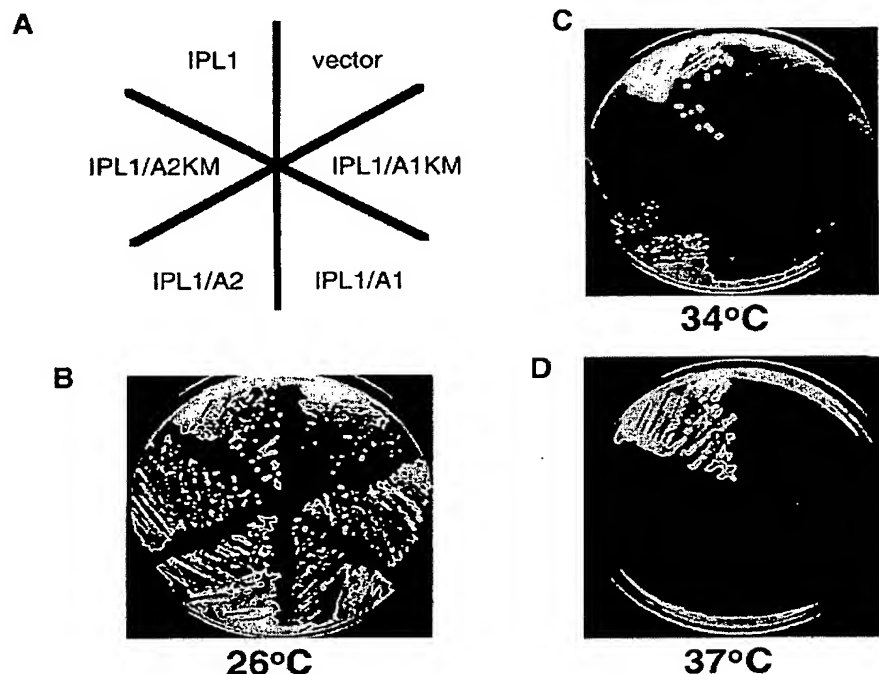 A
IPL1 vector
IPL1/A2KM IPL1/A1KM
IPL1/A2 IPL1/A1
B
26°C
C
34°C
D
37°C